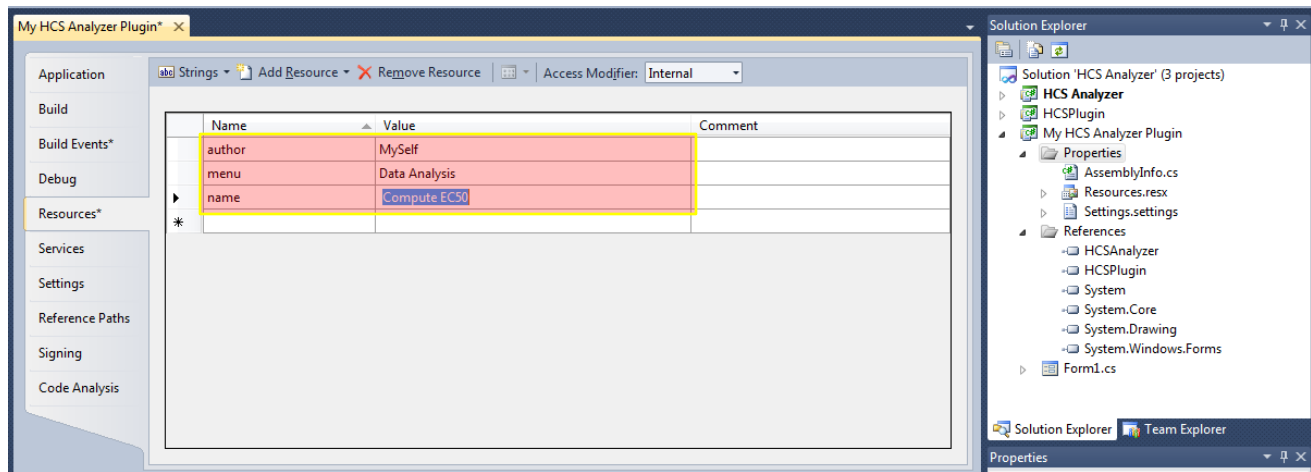 My HCS Analyzer Plugin*
Application
Build
Build Events*
Debug
Resources*
Services
Settings
Reference Paths
Signing
Code Analysis
abc Strings Add Resource Remove Resource Access Modifier: Internal
Name Value Comment
author MySelf
menu Data Analysis
name Compute EC50
Solution Explorer
Solution 'HCS Analyzer' (3 projects)
HCS Analyzer
HCSPlugin
My HCS Analyzer Plugin
Properties
AssemblyInfo.cs
Resources.resx
Settings.settings
References
HCSAnalyzer
HCSPlugin
System
System.Core
System.Drawing
System.Windows.Forms
Form1.cs
Solution Explorer Team Explorer
Properties